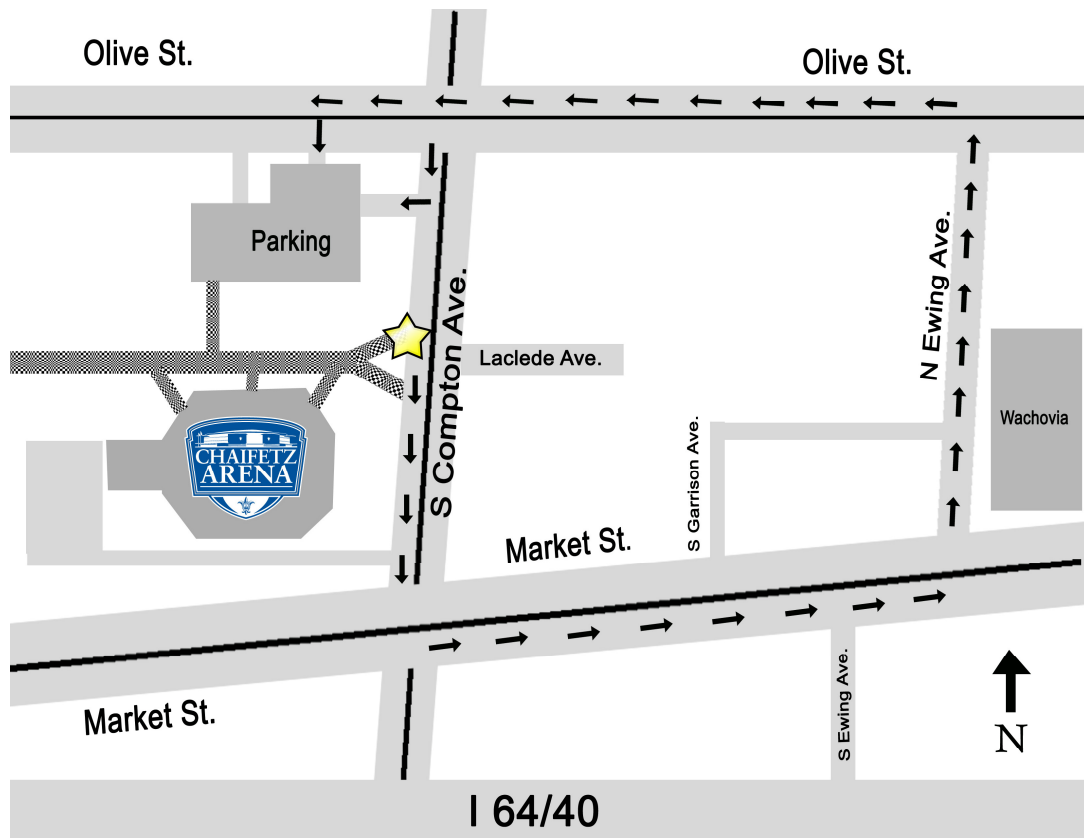 Olive St.
Olive St.
Parking
S Compton Ave.
N Ewing Ave.
Laclede Ave.
Wachovia
CHAIFETZ
ARENA
S Garrison Ave.
Market St.
Market St.
S Ewing Ave.
N
I 64/40